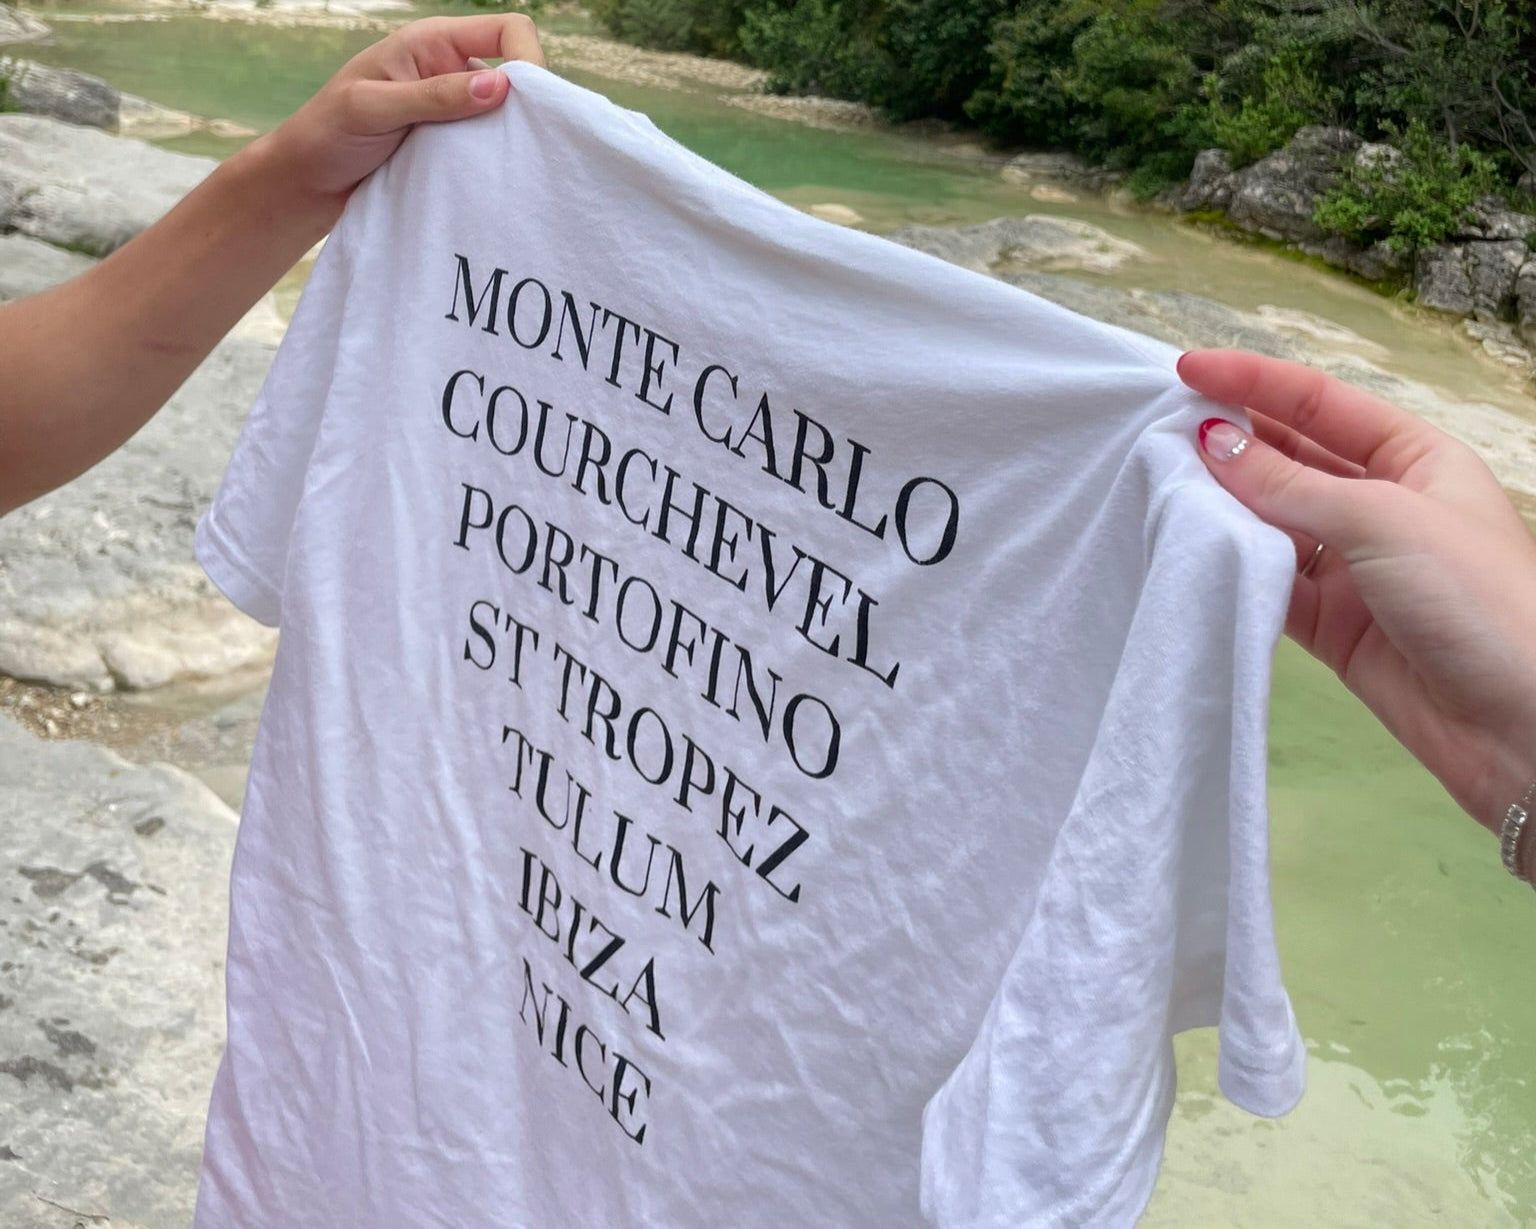 MONTE CARLO
COURCHEVEL
PORTOFINO
ST TROPEZ
TULUM
IBIZA
NICE